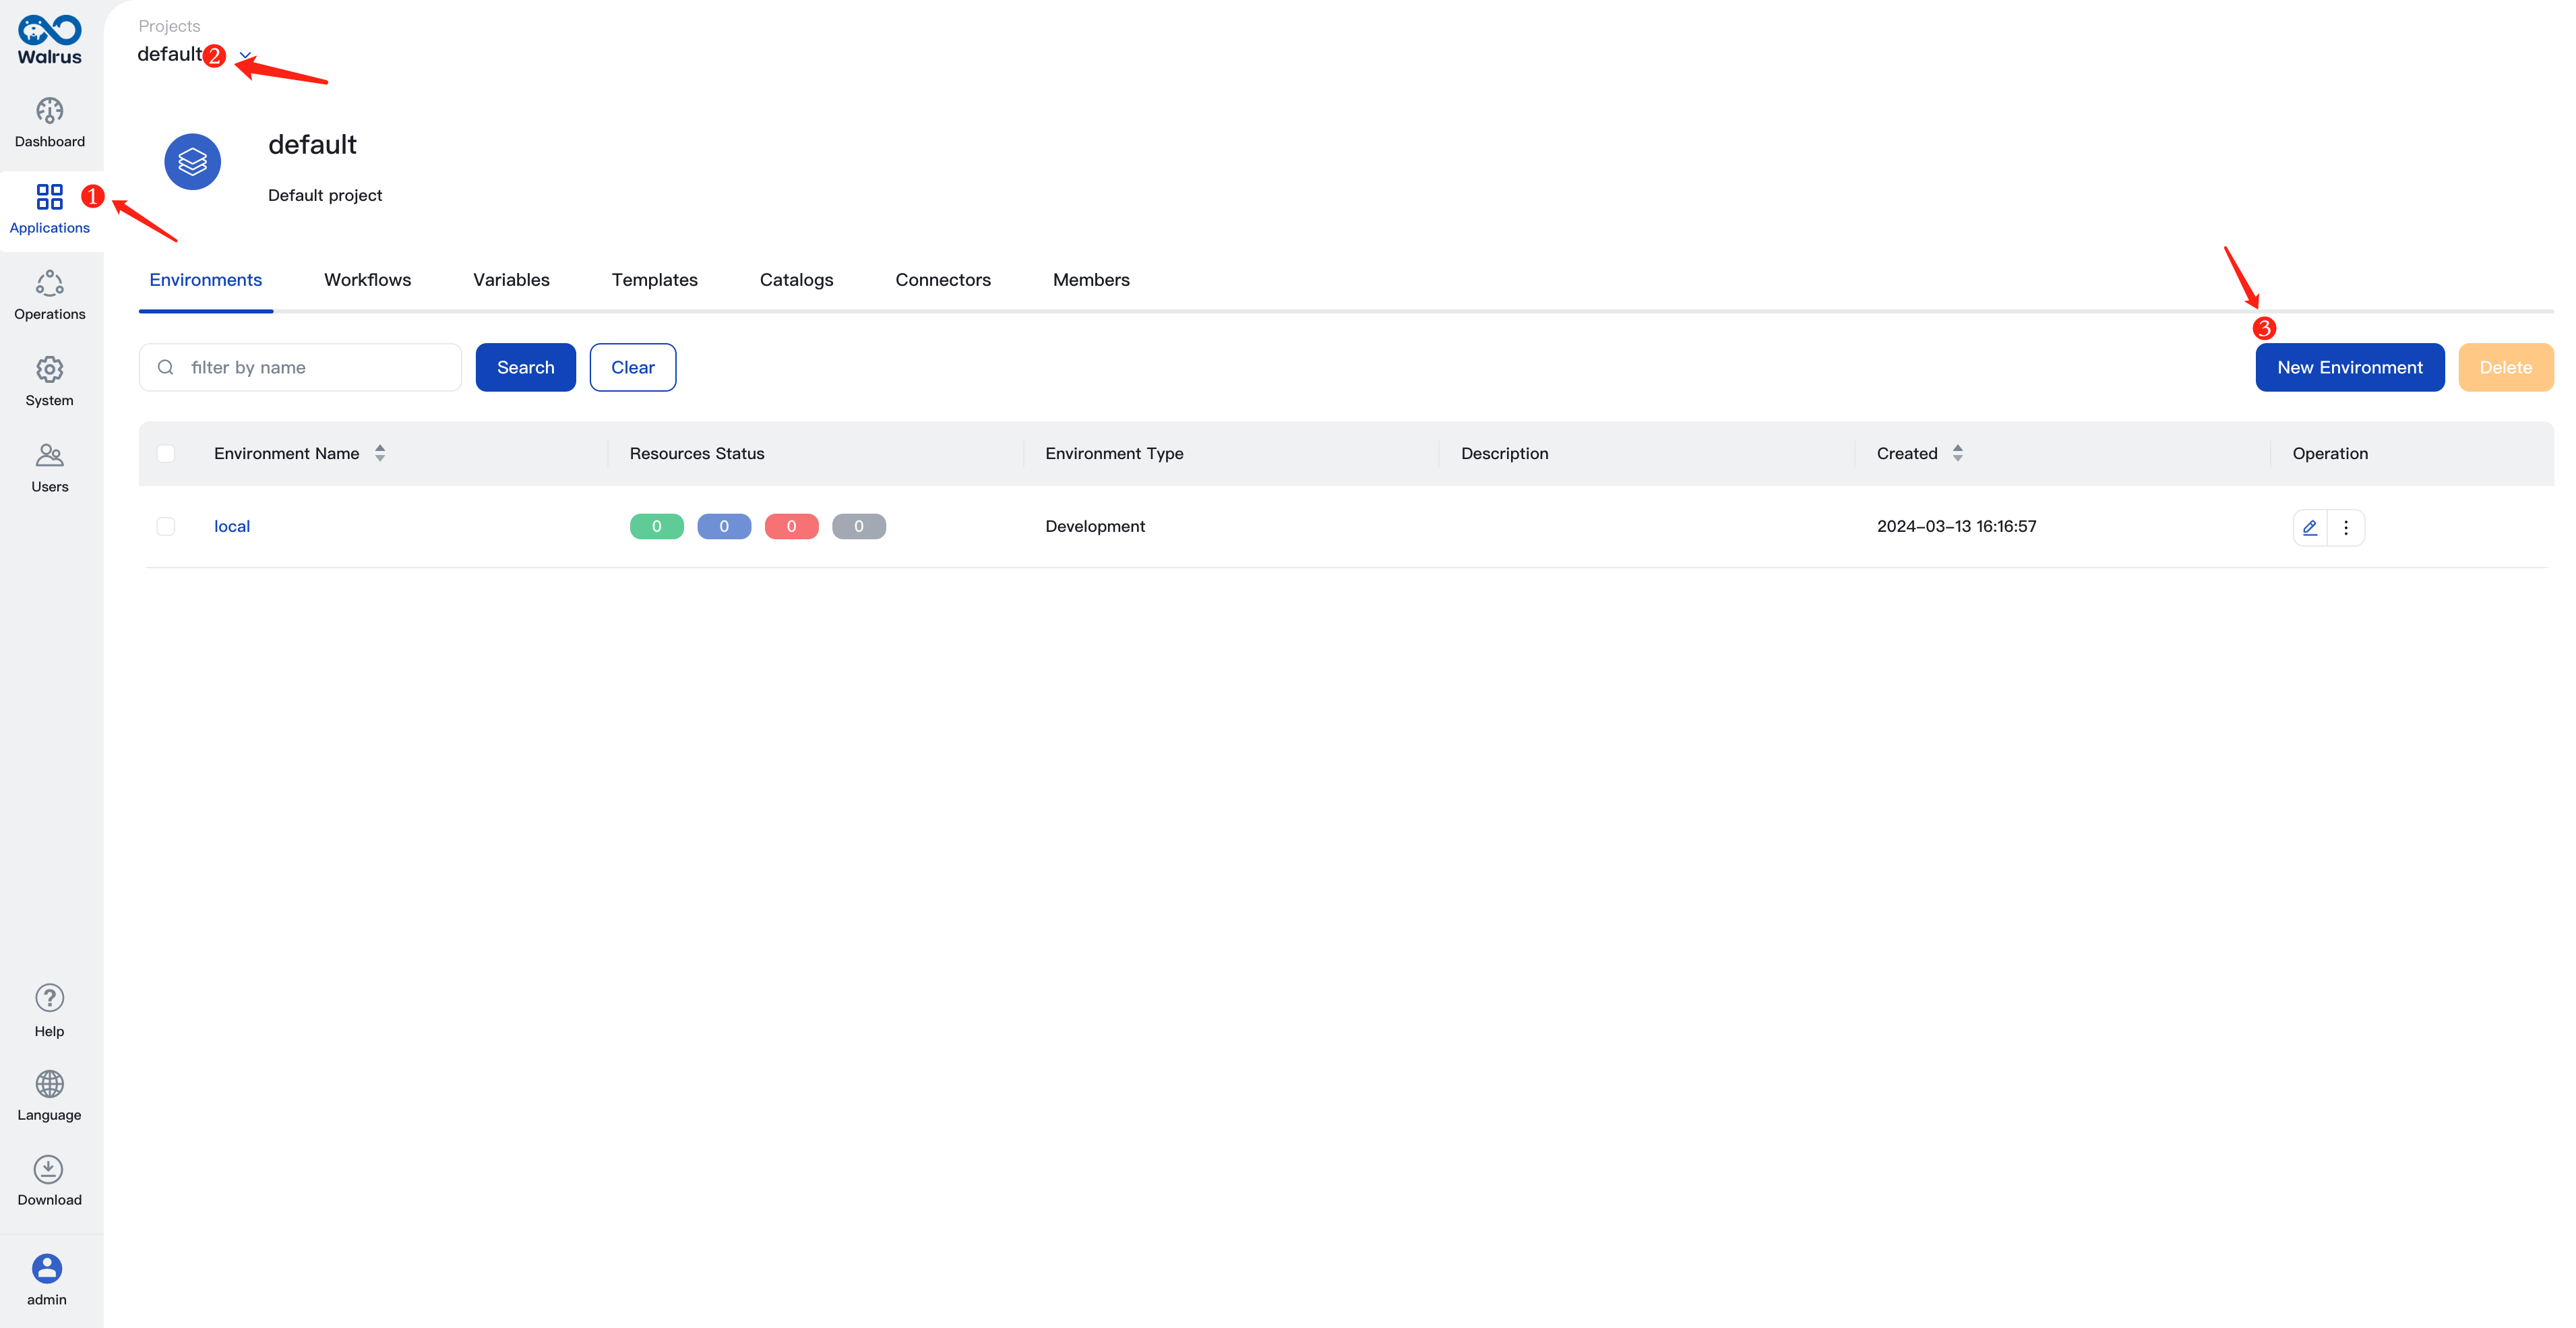 Walrus
Dashboard
Applications
1
Operations
System
Users
Help
Language
Download
admin
Projects
default 2
default
Default project
Environments Workflows Variables Templates Catalogs Connectors Members
3
filter by name Search Clear New Environment Delete
Environment Name Resources Status Environment Type Description Created Operation
local 0 0 0 0 Development 2024-03-13 16:16:57